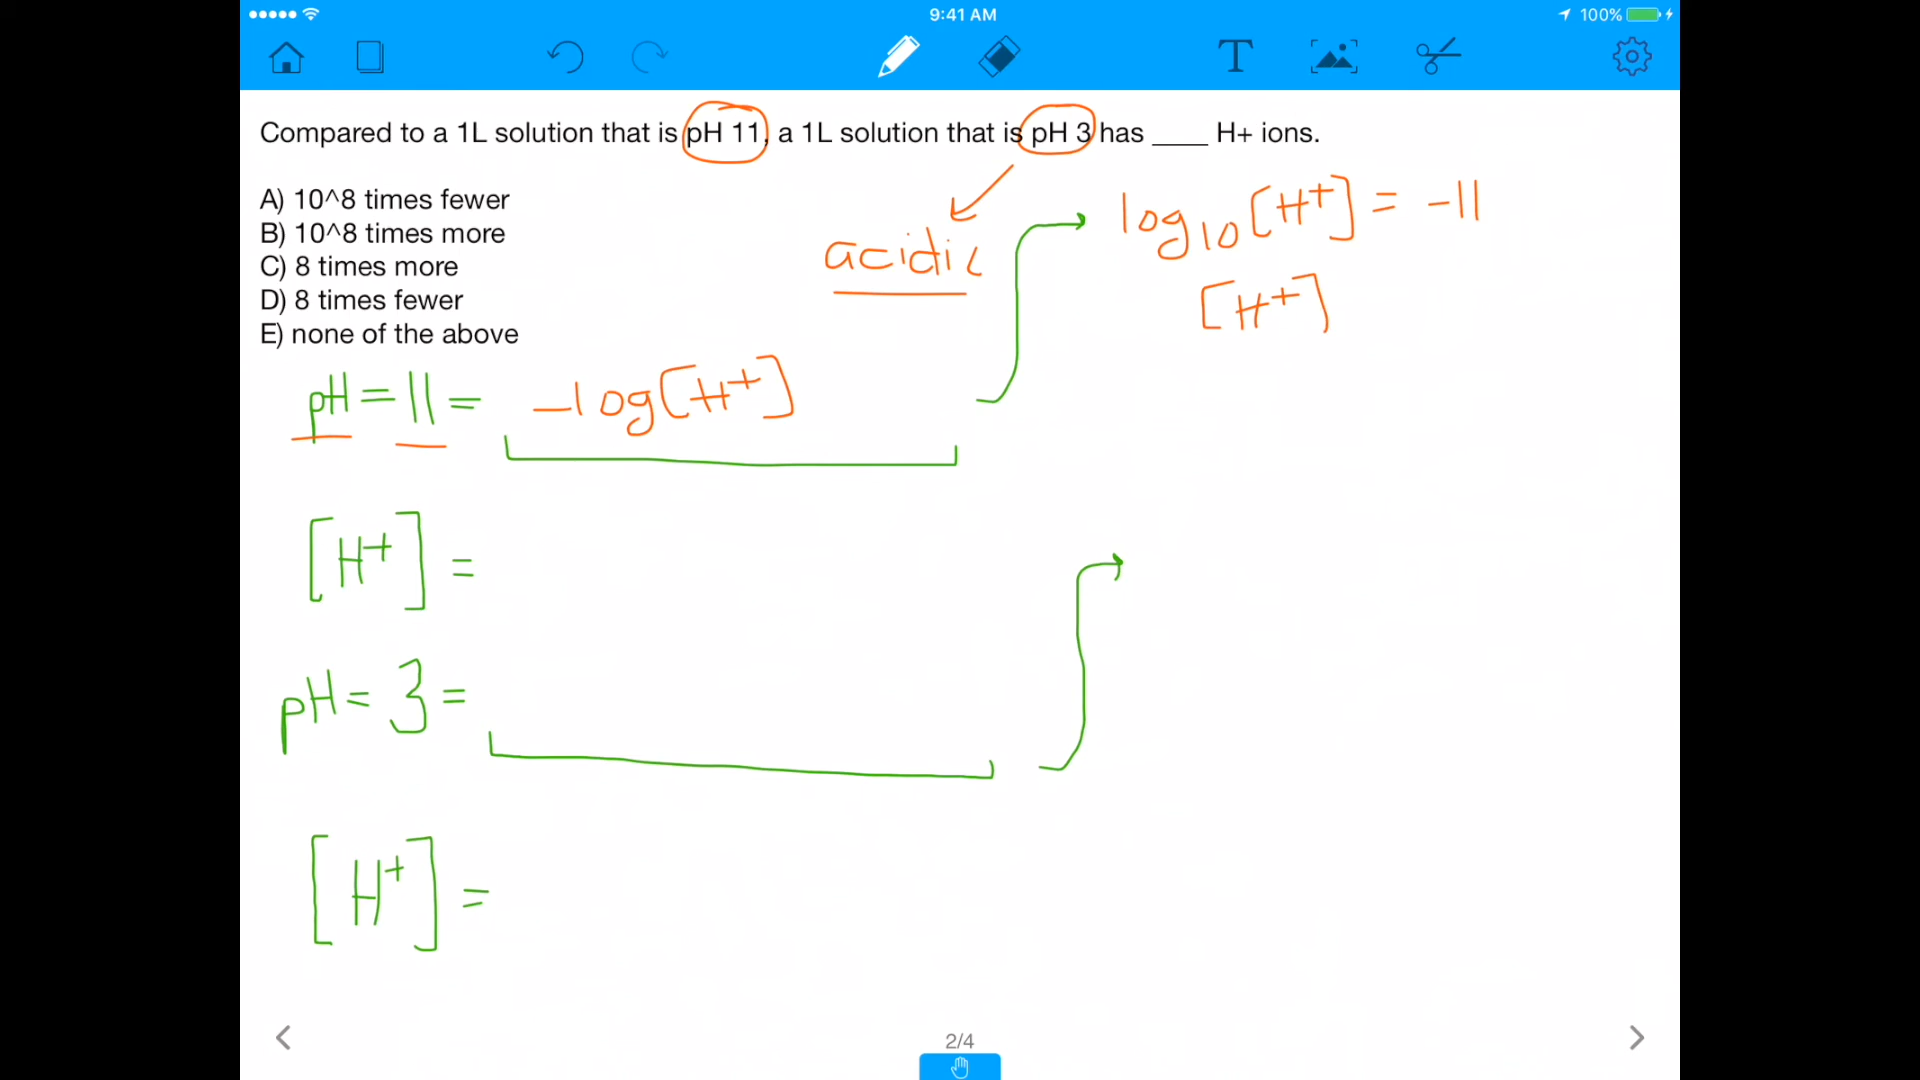 9:41 AM
100%
T
Compared to a 1L solution that is pH 11, a 1L solution that is pH 3 has ____ H+ ions.
A) 10^8 times fewer
B) 10^8 times more
C) 8 times more
D) 8 times fewer
E) none of the above
acidic
log₁₀[H⁺] = -11
[H⁺]
pH = 11 = -log[H⁺]
[H⁺] =
pH = 3 =
[H⁺] =
2/4